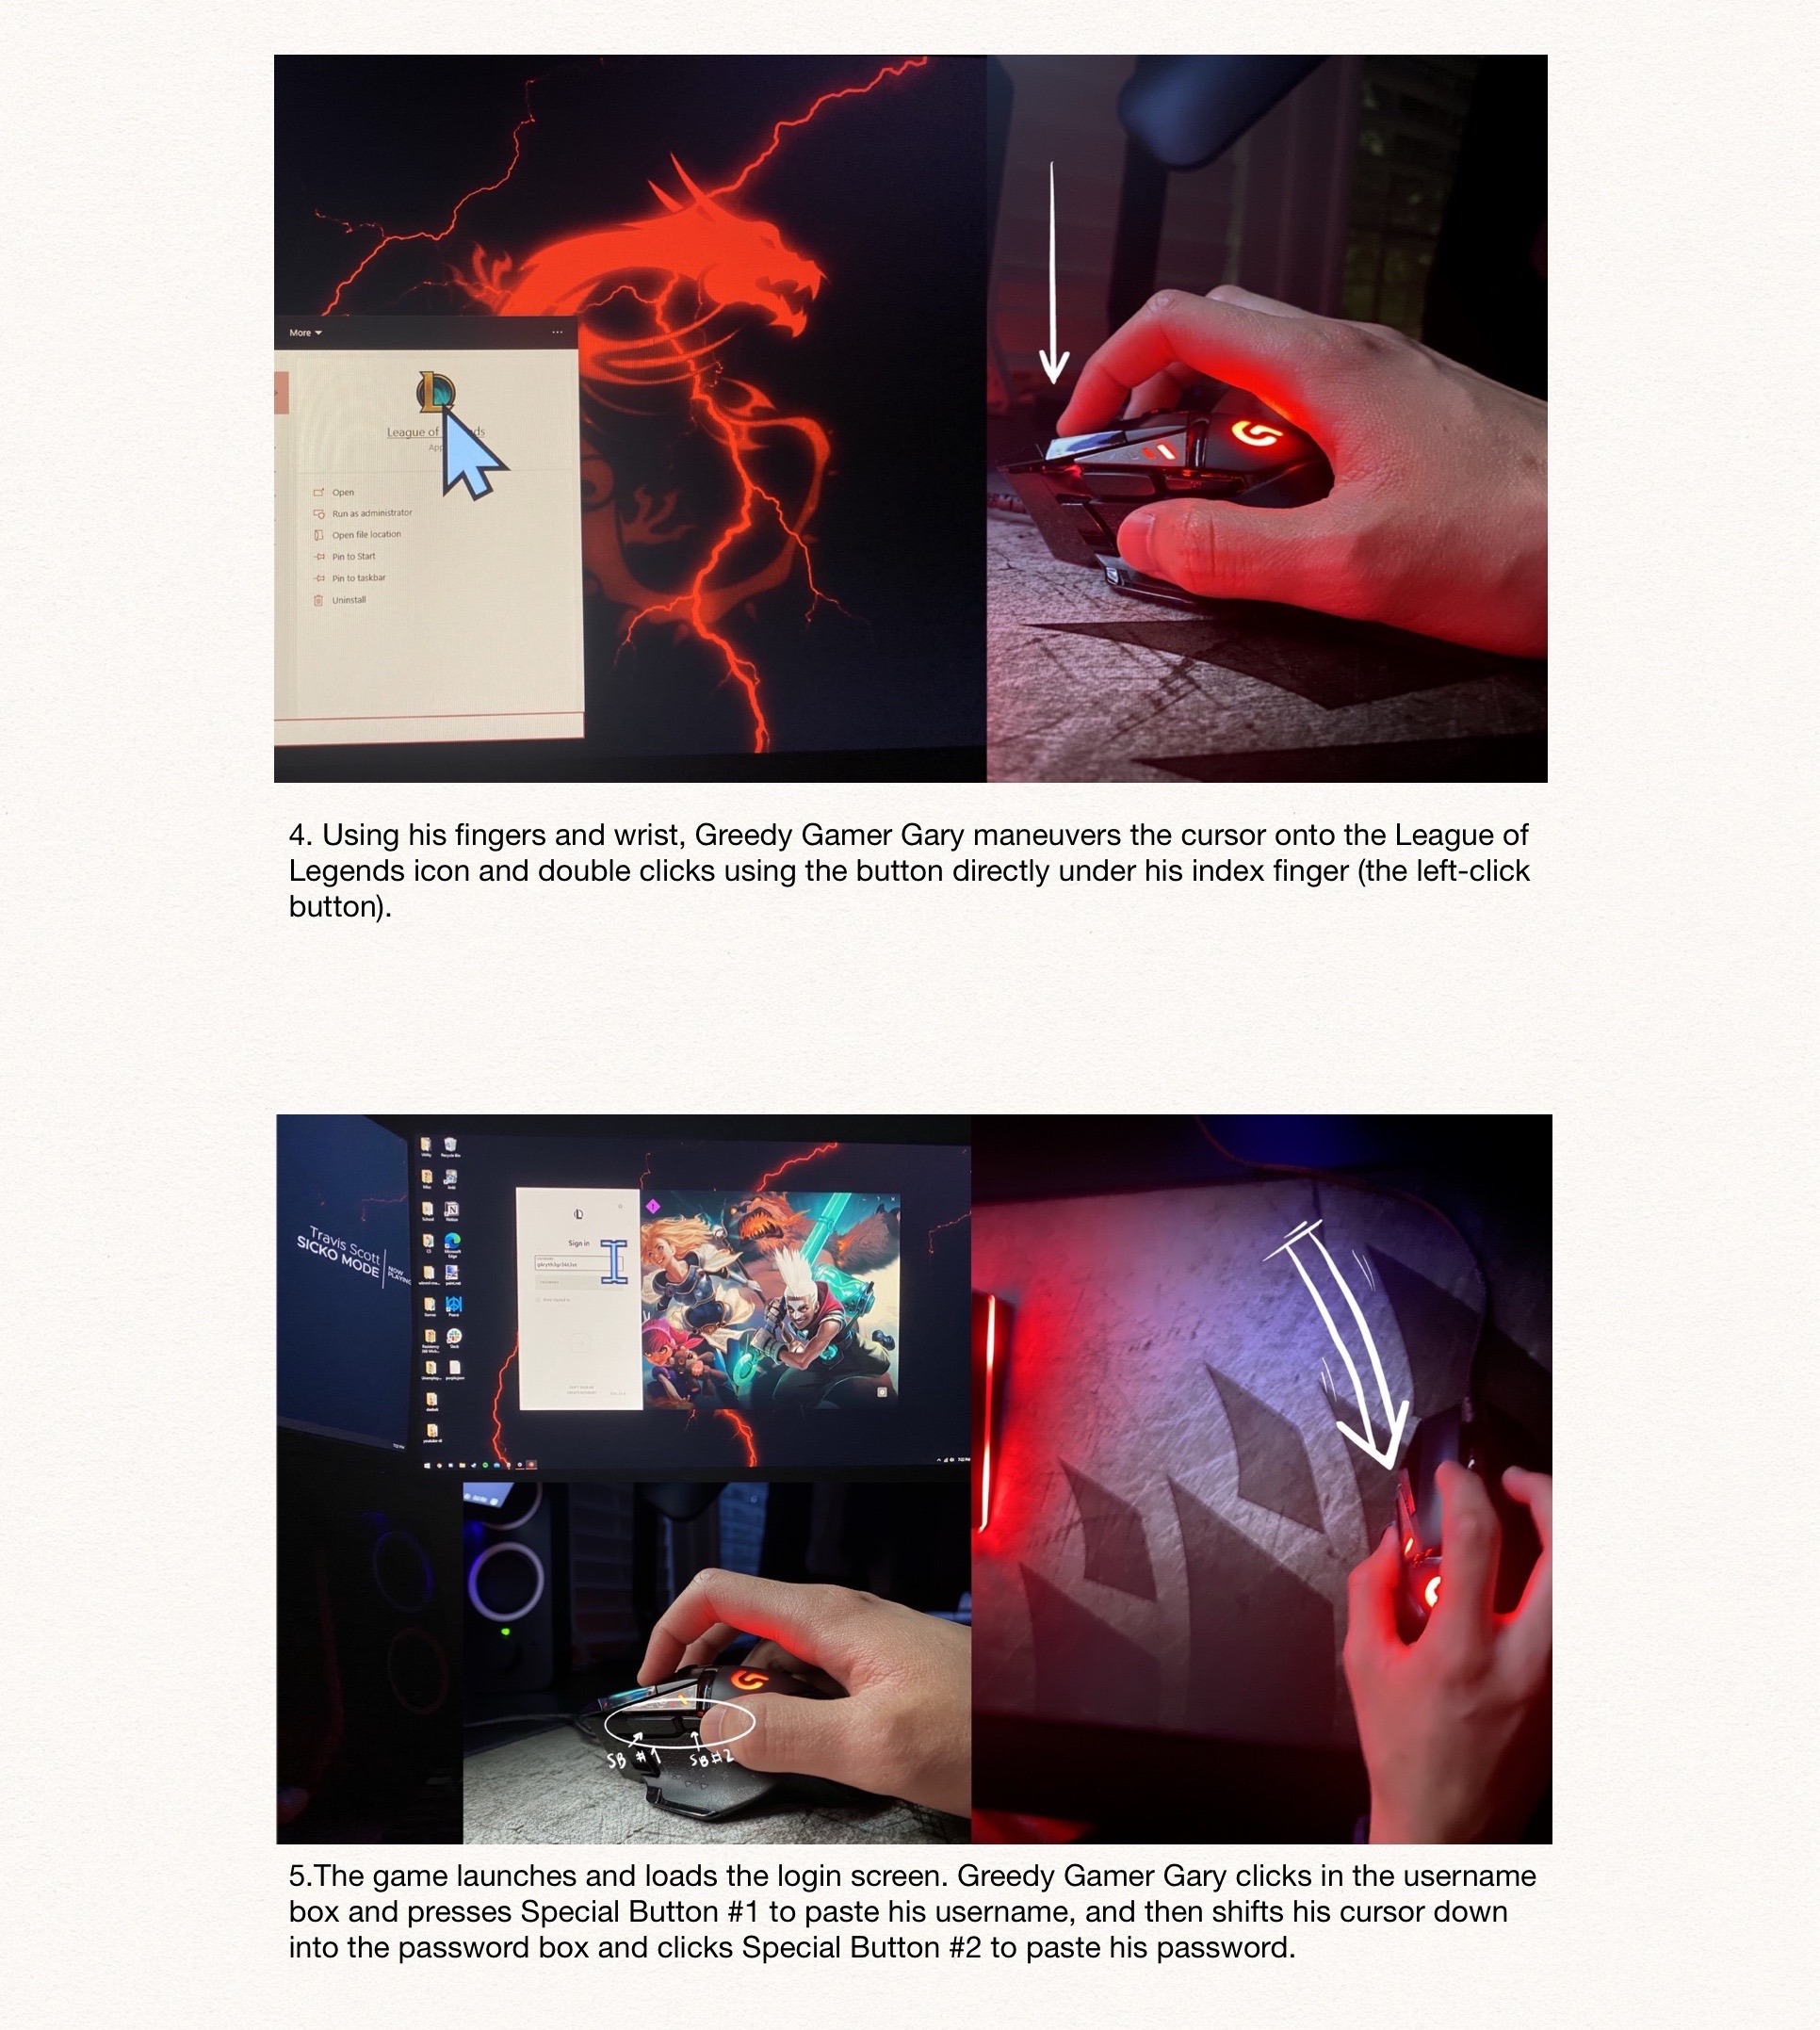 More
League of
App
Open
Run as administrator
Open file location
Pin to Start
Pin to taskbar
Uninstall
4. Using his fingers and wrist, Greedy Gamer Gary maneuvers the cursor onto the League of
Legends icon and double clicks using the button directly under his index finger (the left-click
button).
Travis Scott
SICKO MODE
NOW
PLAYING
Sign in
SB #1
SB#2
5.The game launches and loads the login screen. Greedy Gamer Gary clicks in the username
box and presses Special Button #1 to paste his username, and then shifts his cursor down
into the password box and clicks Special Button #2 to paste his password.